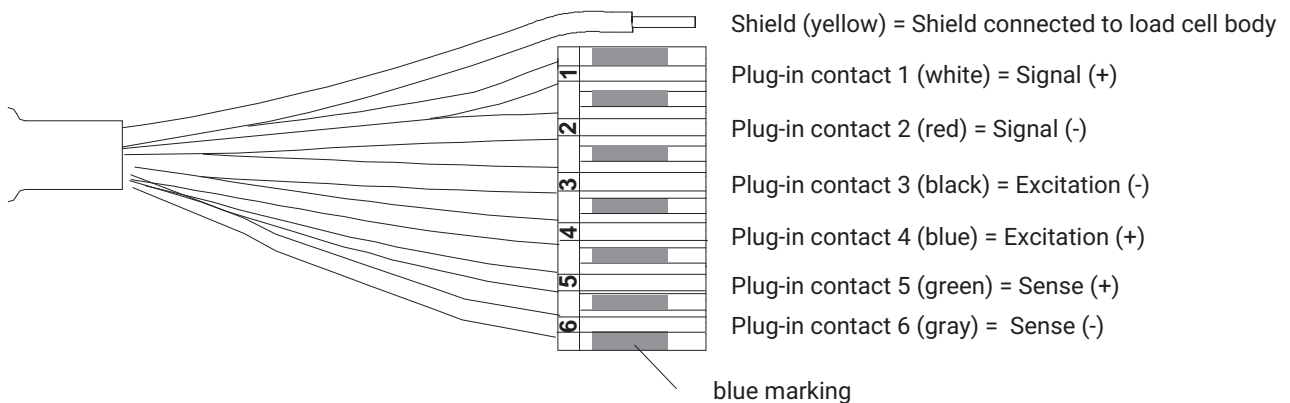 Shield (yellow) = Shield connected to load cell body
1
Plug-in contact 1 (white) = Signal (+)
2
Plug-in contact 2 (red) = Signal (-)
3
Plug-in contact 3 (black) = Excitation (-)
4
Plug-in contact 4 (blue) = Excitation (+)
5
Plug-in contact 5 (green) = Sense (+)
6
Plug-in contact 6 (gray) = Sense (-)
blue marking